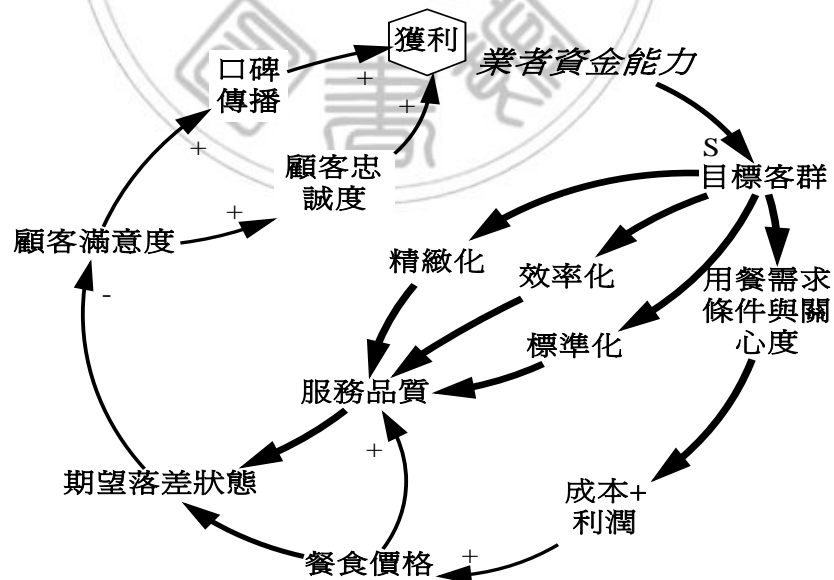 獲利
業者資金能力
口碑
傳播
+
+
+
S
目標客群
顧客忠
誠度
+
顧客滿意度
精緻化
效率化
用餐需求
條件與關
心度
-
標準化
服務品質
+
期望落差狀態
成本+
利潤
餐食價格
+